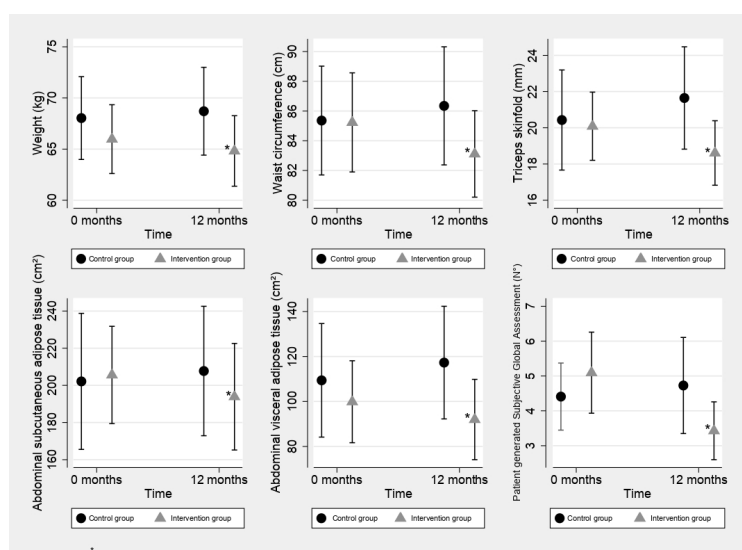 Weight (kg)
75
70
65
60
0 months
12 months
Time
Control group
Intervention group
*
Waist circumference (cm)
90
88
86
84
82
80
0 months
12 months
Time
Control group
Intervention group
*
Triceps skinfold (mm)
24
22
20
18
16
0 months
12 months
Time
Control group
Intervention group
*
Abdominal subcutaneous adipose tissue (cm²)
240
220
200
180
160
0 months
12 months
Time
Control group
Intervention group
*
Abdominal visceral adipose tissue (cm²)
140
120
100
80
0 months
12 months
Time
Control group
Intervention group
*
Patient generated Subjective Global Assessment (N°)
7
6
5
4
3
0 months
12 months
Time
Control group
Intervention group
*